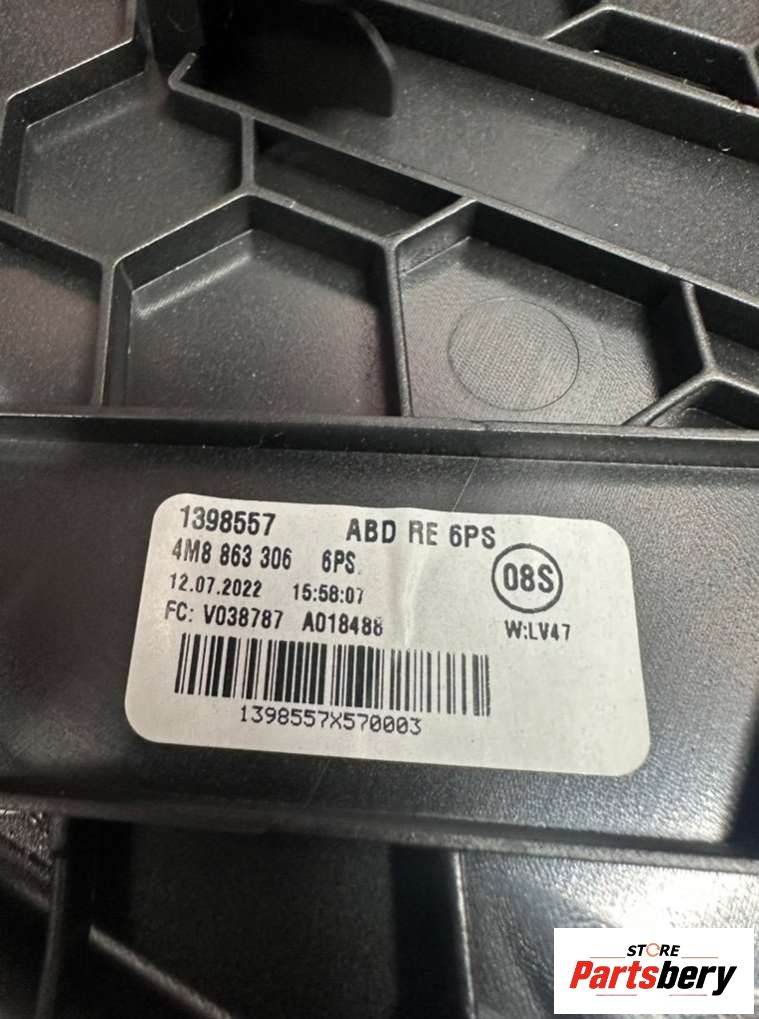 1398557 ABD RE 6PS
4M8 863 306 6PS
12.07.2022 15:58:07
08S
FC: V038787 A018488
W:LV47
1398557X570003
STORE
Partsbery